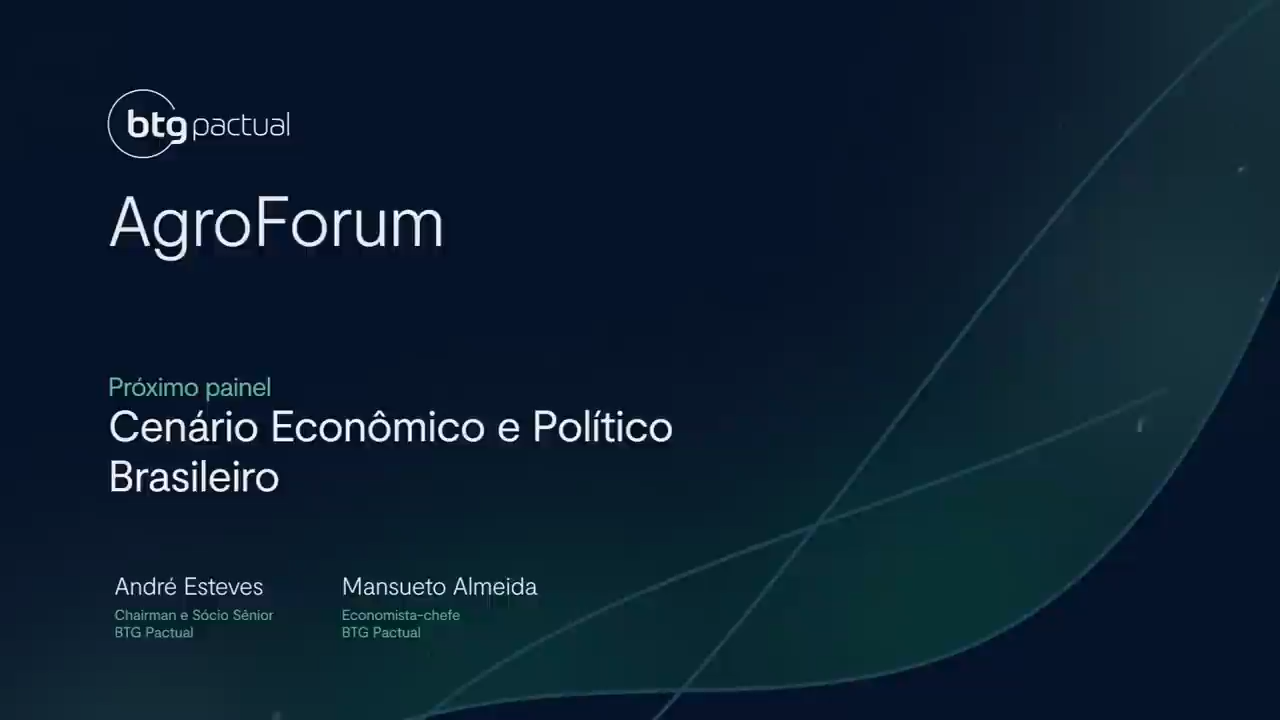 btg pactual
AgroForum
Próximo painel
Cenário Econômico e Político
Brasileiro
André Esteves
Chairman e Sócio Sênior
BTG Pactual
Mansueto Almeida
Economista-chefe
BTG Pactual